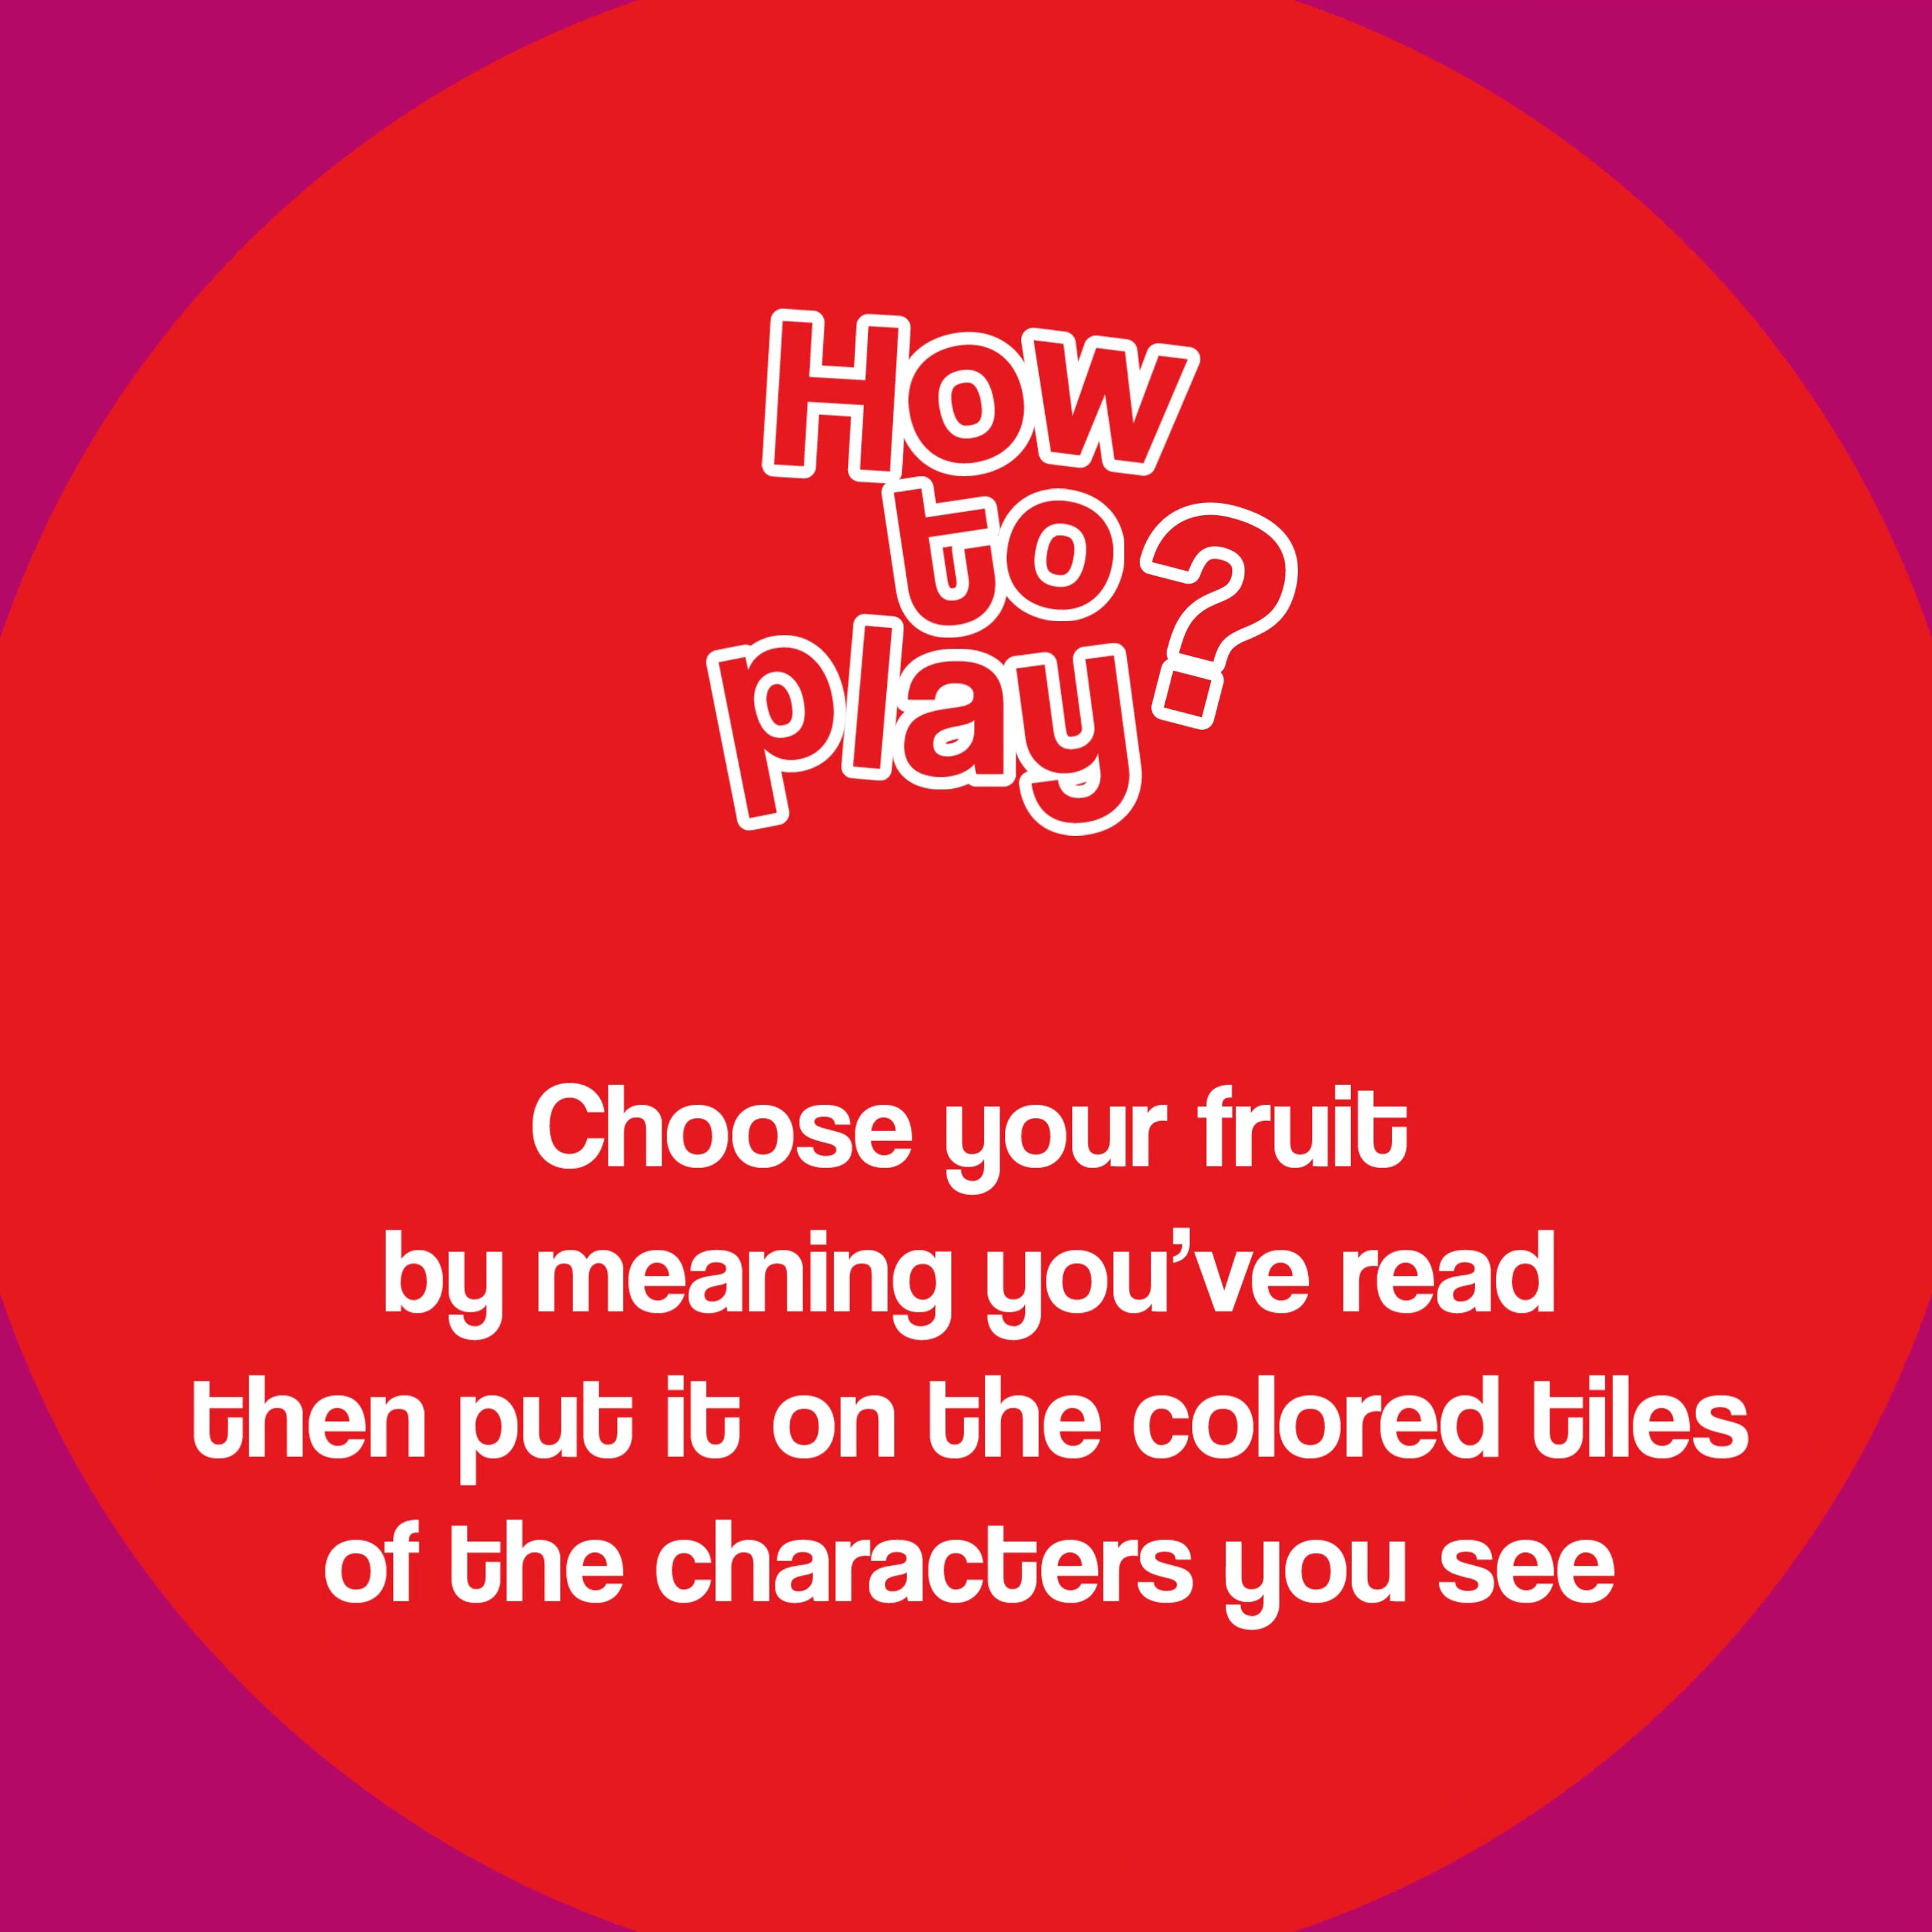 How
to?
play
Choose your fruit
by meaning you’ve read
then put it on the colored tiles
of the characters you see